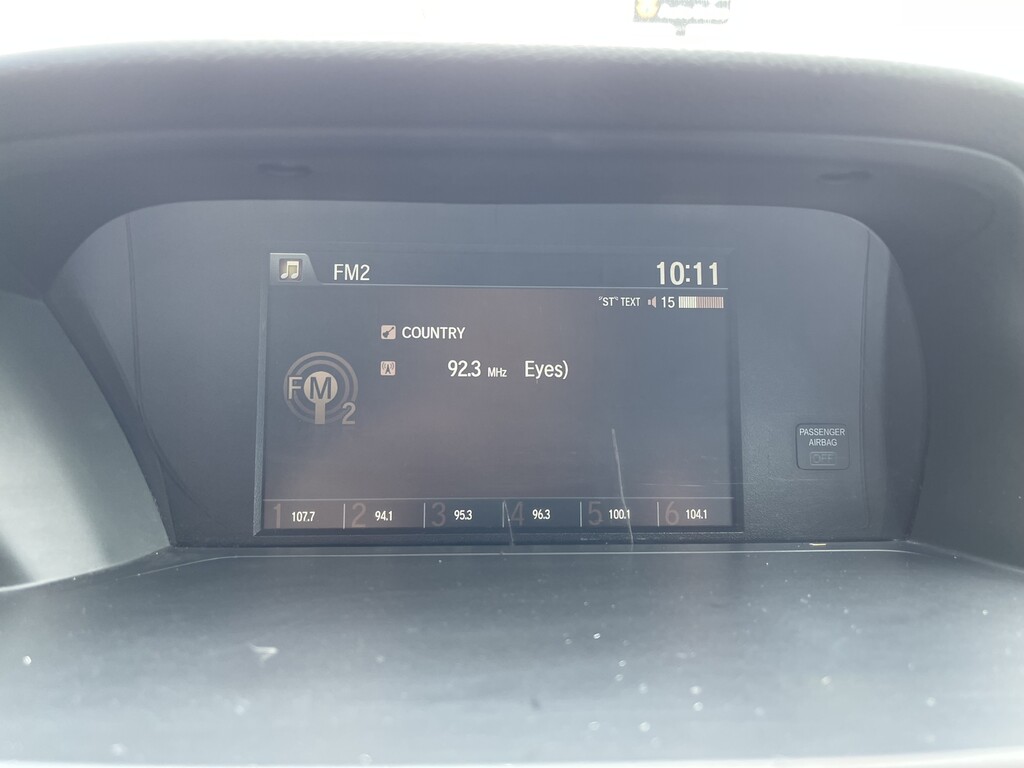 FM2
10:11
"ST" TEXT 15
COUNTRY
92.3 MHz Eyes)
FM
2
1 107.7 2 94.1 3 95.3 4 96.3 5 100.1 6 104.1
PASSENGER
AIRBAG
OFF